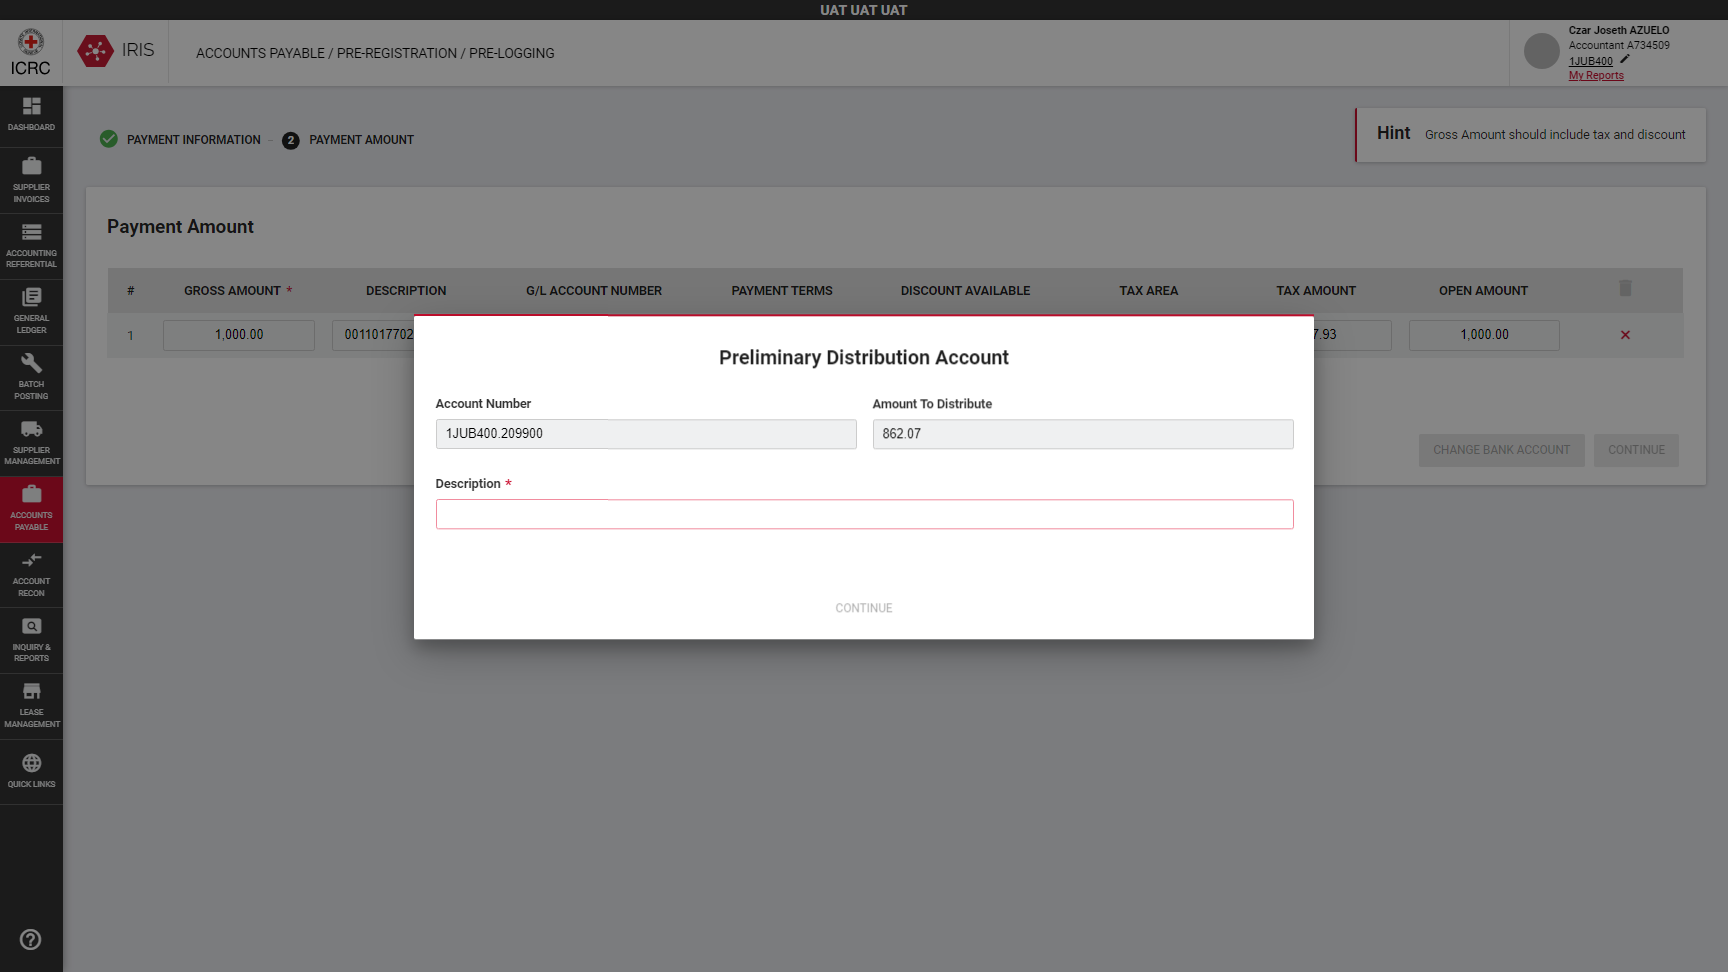 UAT UAT UAT
ICRC
IRIS
ACCOUNTS PAYABLE / PRE-REGISTRATION / PRE-LOGGING
Czar Joseth AZUELO
Accountant A734509
1JUB400
My Reports
DASHBOARD
SUPPLIER
INVOICES
ACCOUNTING
REFERENTIAL
GENERAL
LEDGER
BATCH
POSTING
SUPPLIER
MANAGEMENT
ACCOUNTS
PAYABLE
ACCOUNT
RECON
INQUIRY &
REPORTS
LEASE
MANAGEMENT
QUICK LINKS
PAYMENT INFORMATION - 2 PAYMENT AMOUNT
Hint Gross Amount should include tax and discount
Payment Amount
# GROSS AMOUNT * DESCRIPTION G/L ACCOUNT NUMBER PAYMENT TERMS DISCOUNT AVAILABLE TAX AREA TAX AMOUNT OPEN AMOUNT
1 1,000.00 0011017702 7.93 1,000.00
CHANGE BANK ACCOUNT CONTINUE
Preliminary Distribution Account
Account Number Amount To Distribute
1JUB400.209900 862.07
Description *
CONTINUE